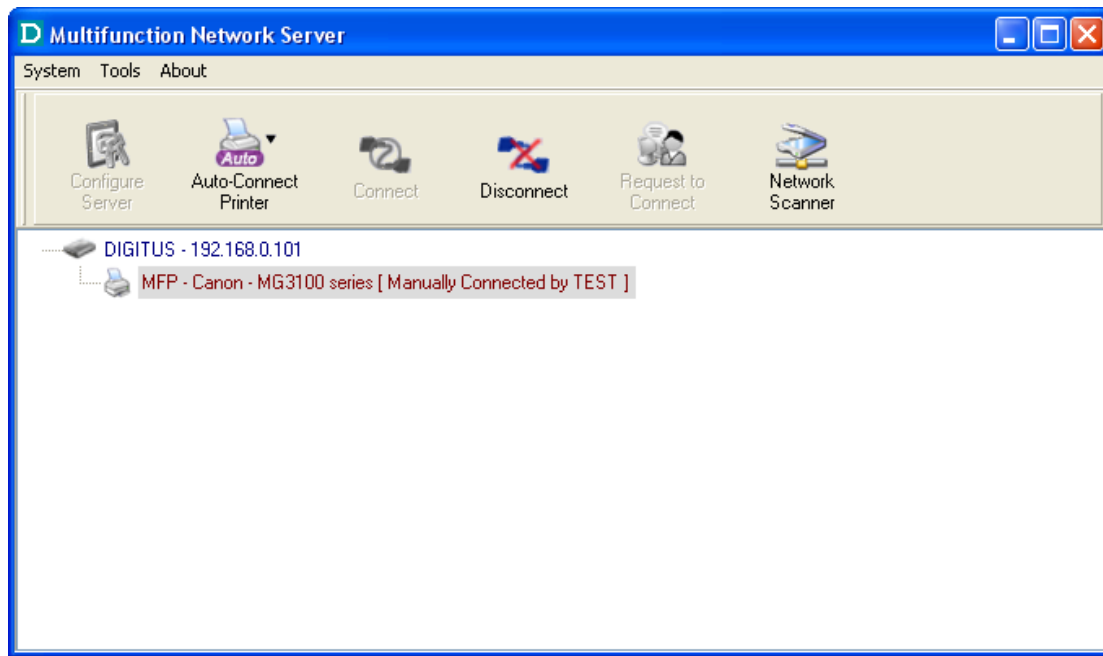 D Multifunction Network Server
System Tools About
Auto
Configure Server
Auto-Connect Printer
Connect
Disconnect
Request to Connect
Network Scanner
DIGITUS - 192.168.0.101
MFP - Canon - MG3100 series [ Manually Connected by TEST ]